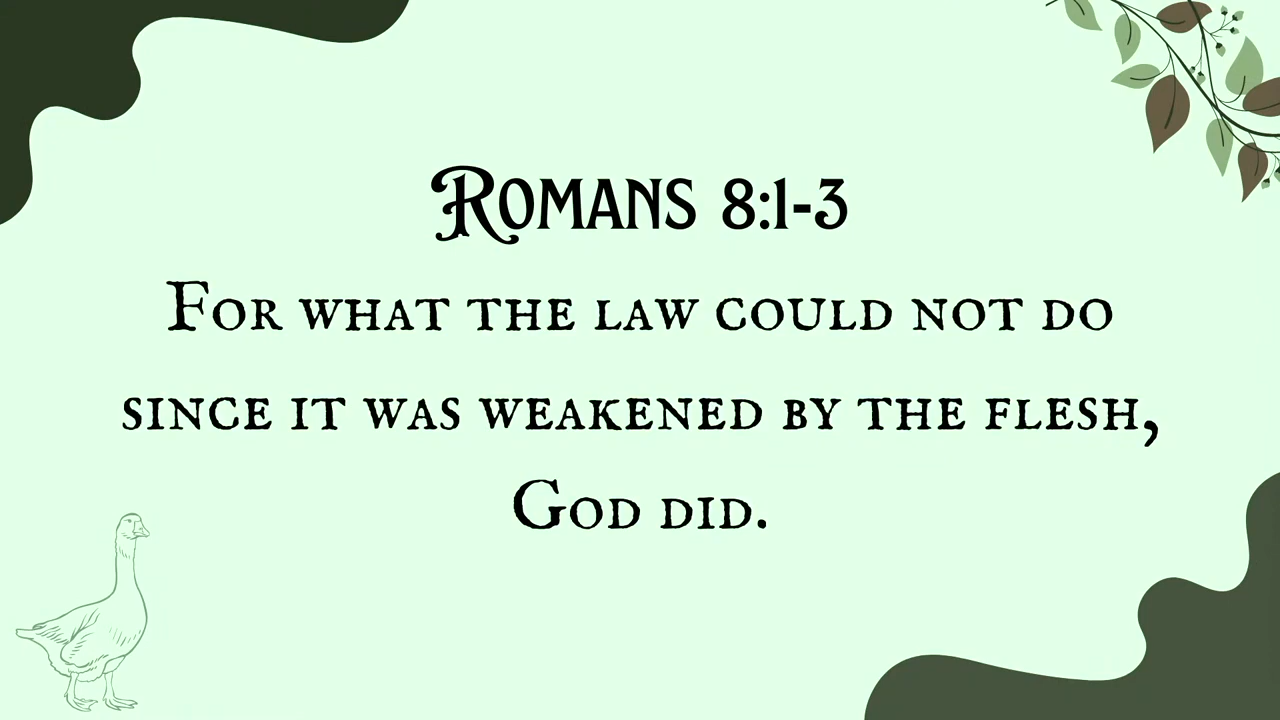 Romans 8:1-3
For what the law could not do
since it was weakened by the flesh,
God did.